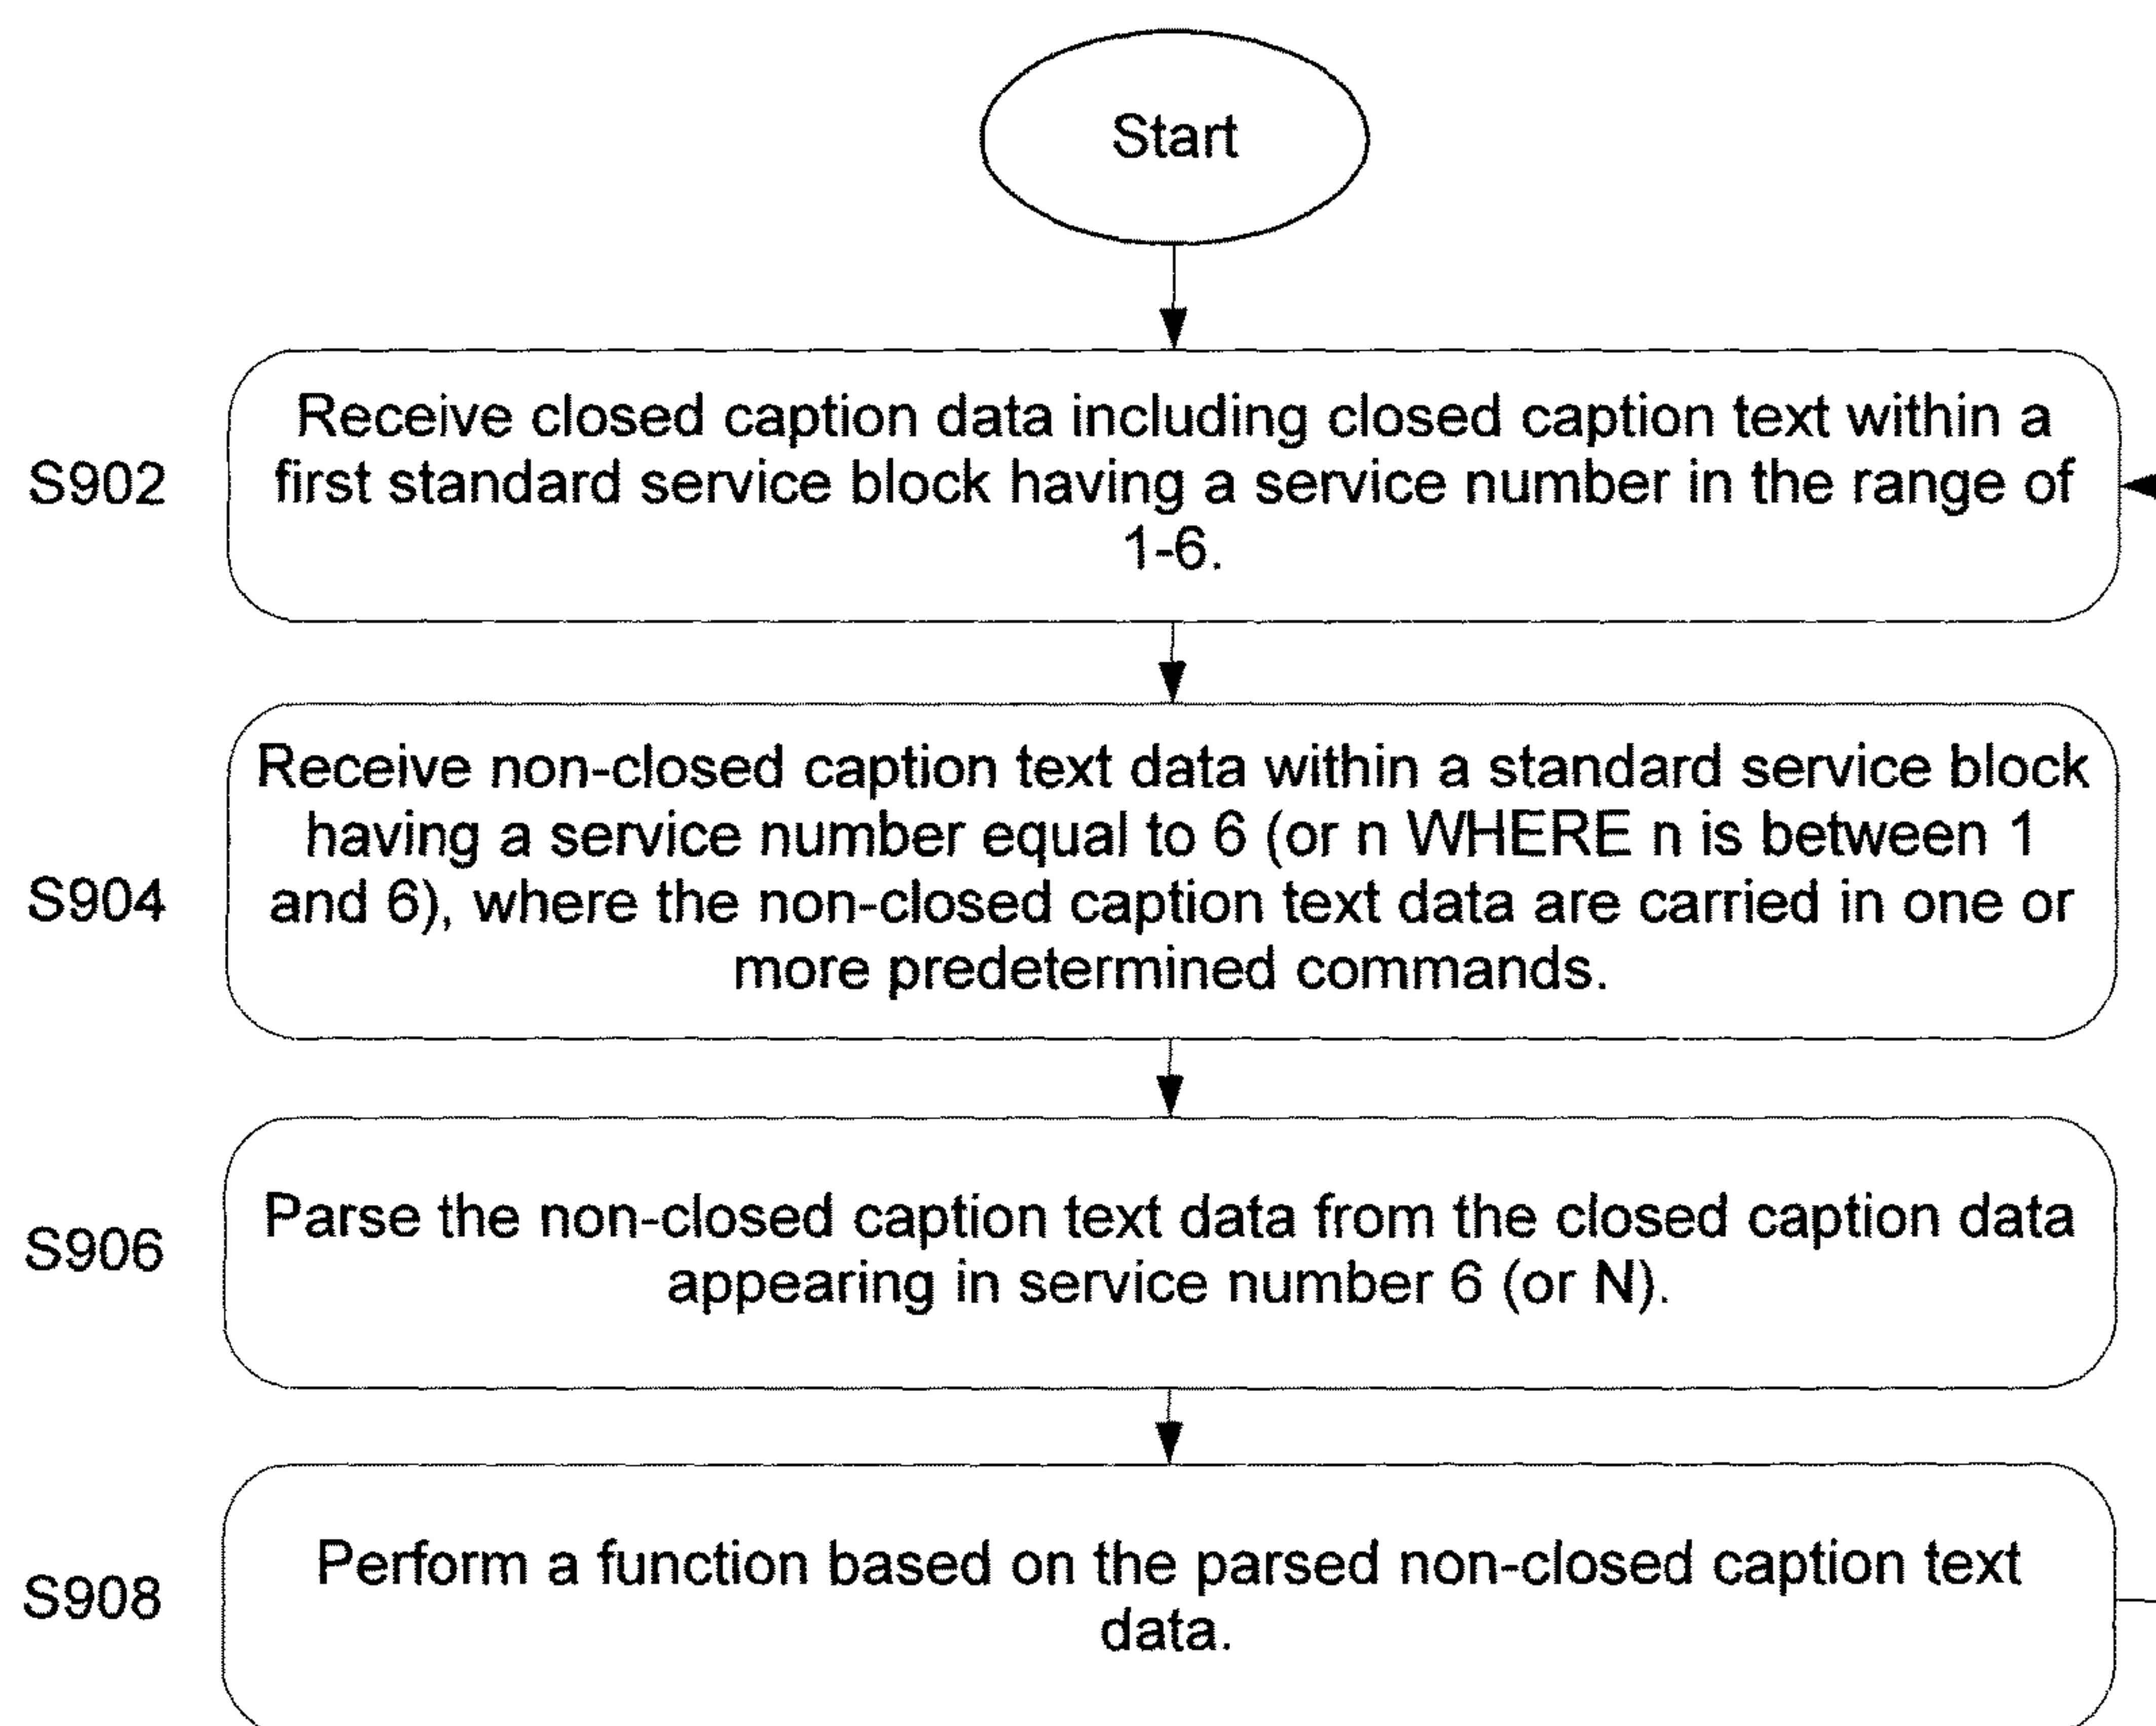 Start
Receive closed caption data including closed caption text within a
first standard service block having a service number in the range of
1-6.
S902
Receive non-closed caption text data within a standard service block
having a service number equal to 6 (or n WHERE n is between 1
and 6), where the non-closed caption text data are carried in one or
more predetermined commands.
S904
Parse the non-closed caption text data from the closed caption data
appearing in service number 6 (or N).
S906
Perform a function based on the parsed non-closed caption text
data.
S908